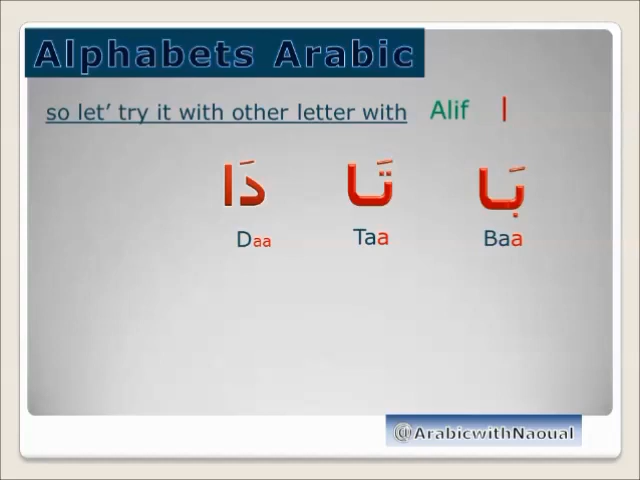 Alphabets Arabic
so let' try it with other letter with Alif ا
بَا تَا دَا
Daa Taa Baa
@ArabicwithNaoual